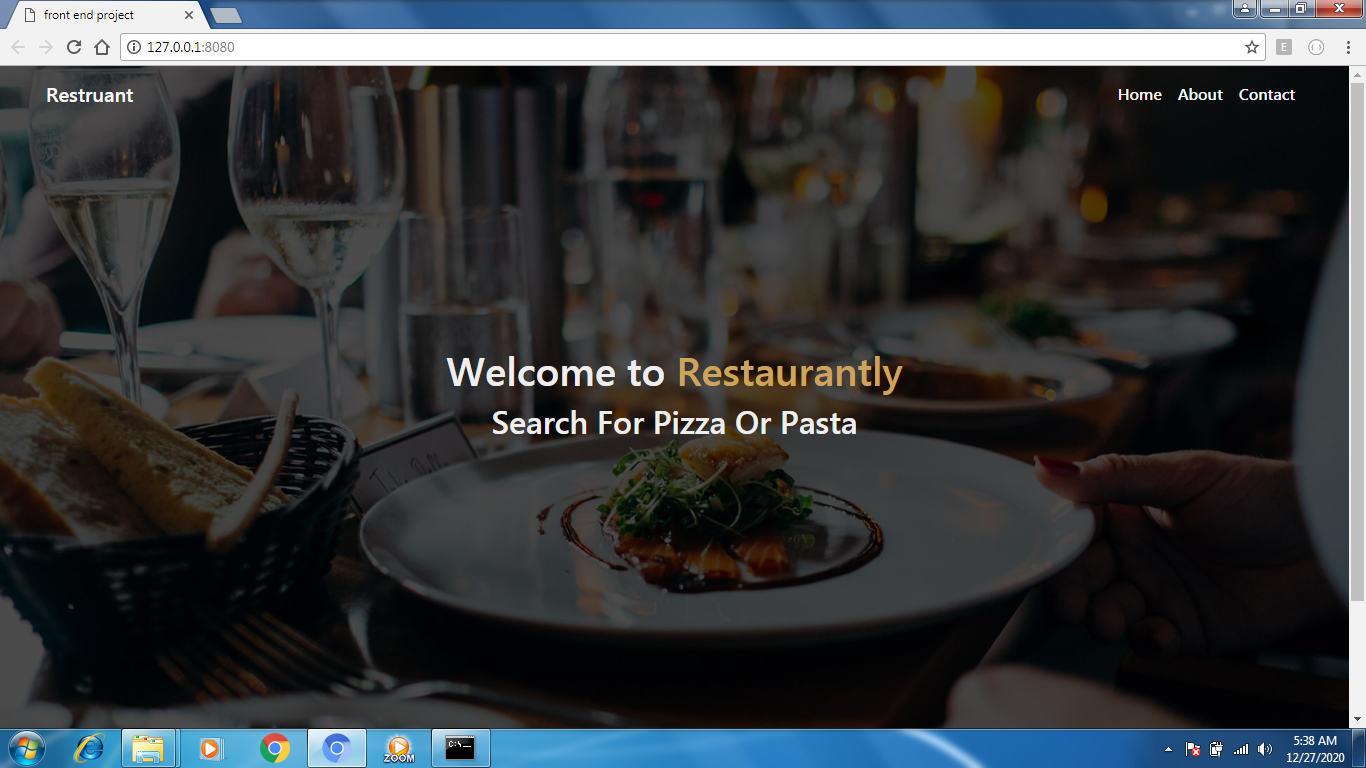 front end project
127.0.0.1:8080
E
Restruant
Home About Contact
Welcome to Restaurantly
Search For Pizza Or Pasta
ZOOM
5:38 AM
12/27/2020